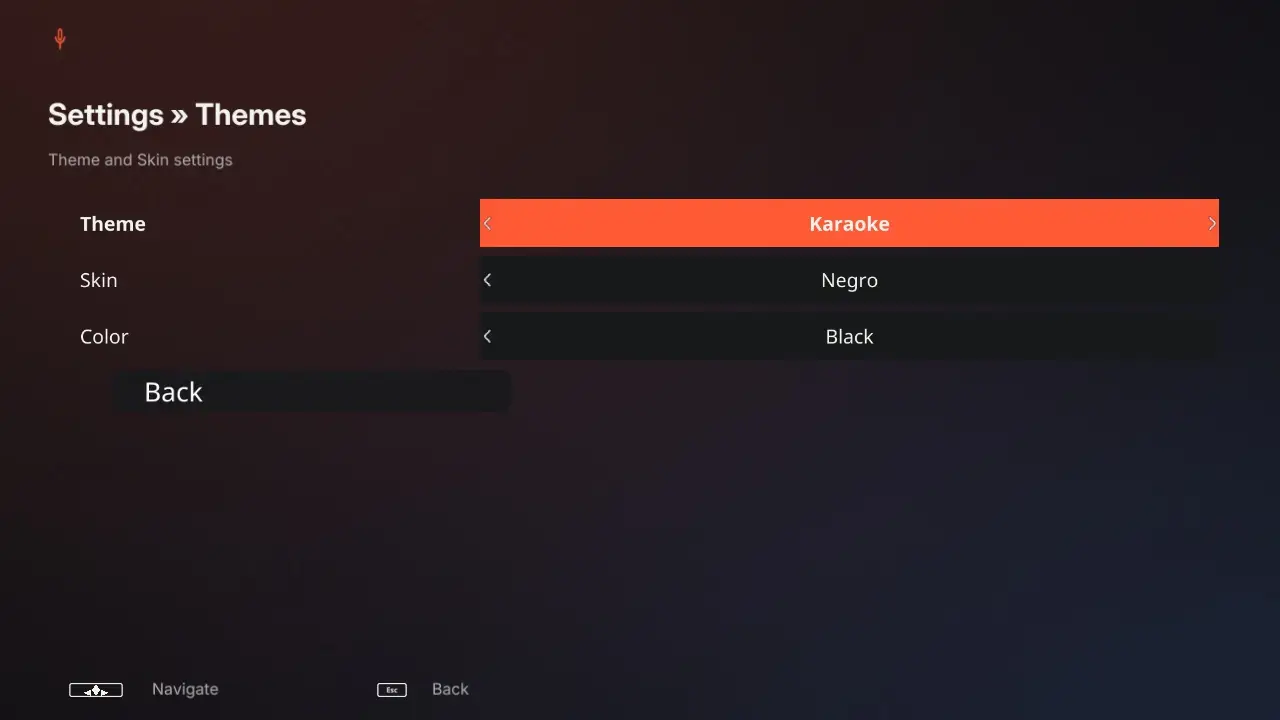 Settings » Themes
Theme and Skin settings
Theme
Karaoke
Skin
Negro
Color
Black
Back
Navigate
Esc
Back